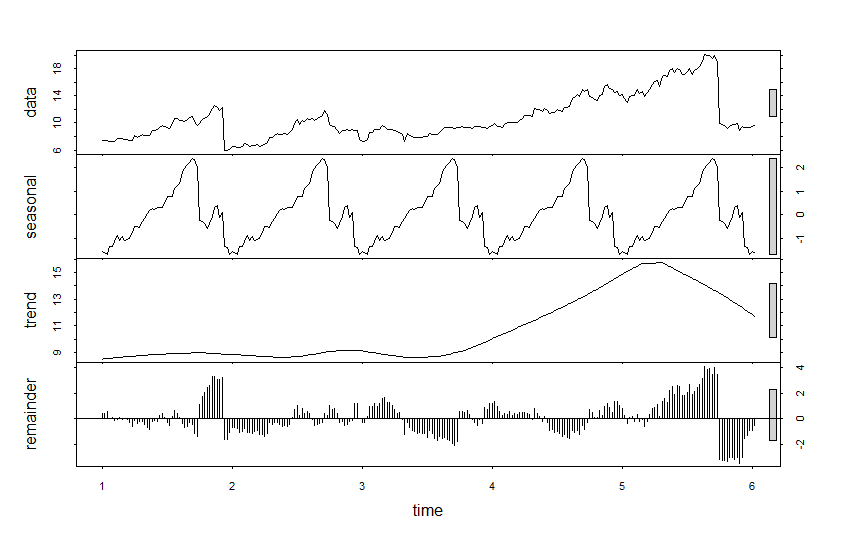 data
6 10 14 18
seasonal
-1 0 1 2
trend
9 11 13 15
remainder
-2 0 2 4
1 2 3 4 5 6
time